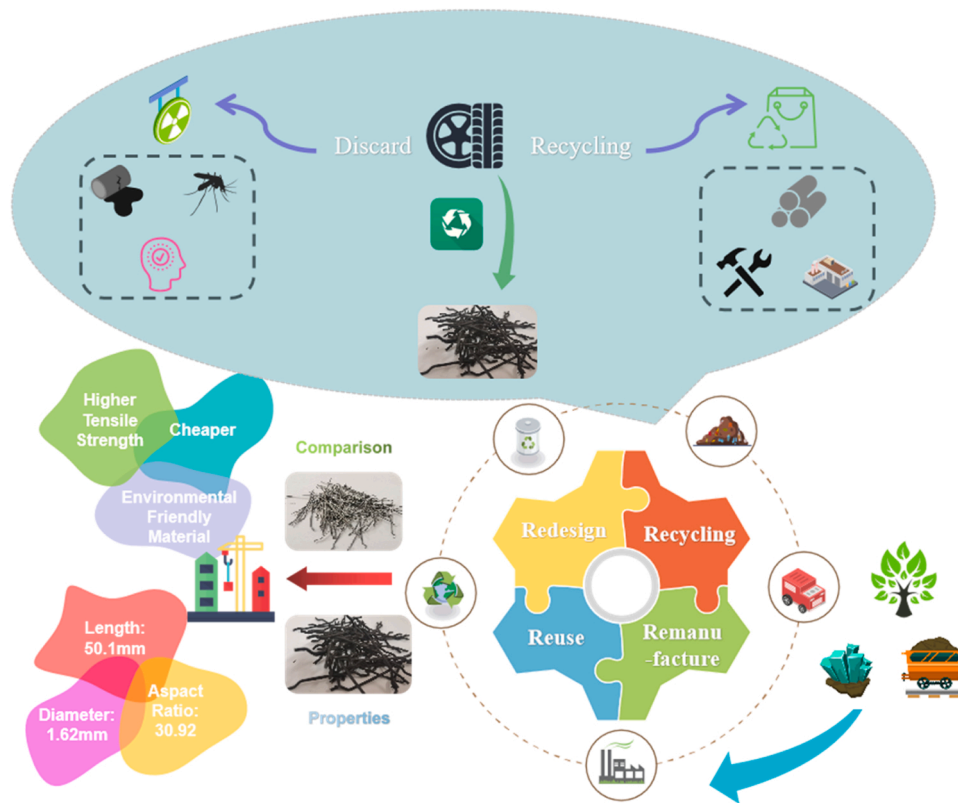 Discard
Recycling
Higher
Tensile
Strength
Cheaper
Environmental
Friendly
Material
Comparison
Redesign
Recycling
Reuse
Remanu
-facture
Length:
50.1mm
Diameter:
1.62mm
Aspact
Ratio:
30.92
Properties